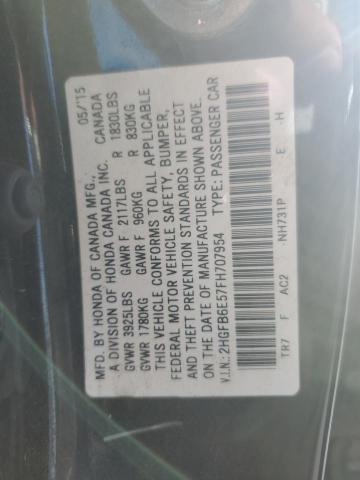 MFD. BY HONDA OF CANADA MFG., 05/'15
A DIVISION OF HONDA CANADA INC. CANADA
GVWR 3925LBS GAWR F 2117LBS R 1830LBS
GVWR 1780KG GAWR F 960KG R 830KG
THIS VEHICLE CONFORMS TO ALL APPLICABLE
FEDERAL MOTOR VEHICLE SAFETY, BUMPER,
AND THEFT PREVENTION STANDARDS IN EFFECT
ON THE DATE OF MANUFACTURE SHOWN ABOVE.
V.I.N.: 2HGFB6E57FH707954 TYPE: PASSENGER CAR
TR7 F AC2 NH731P E H